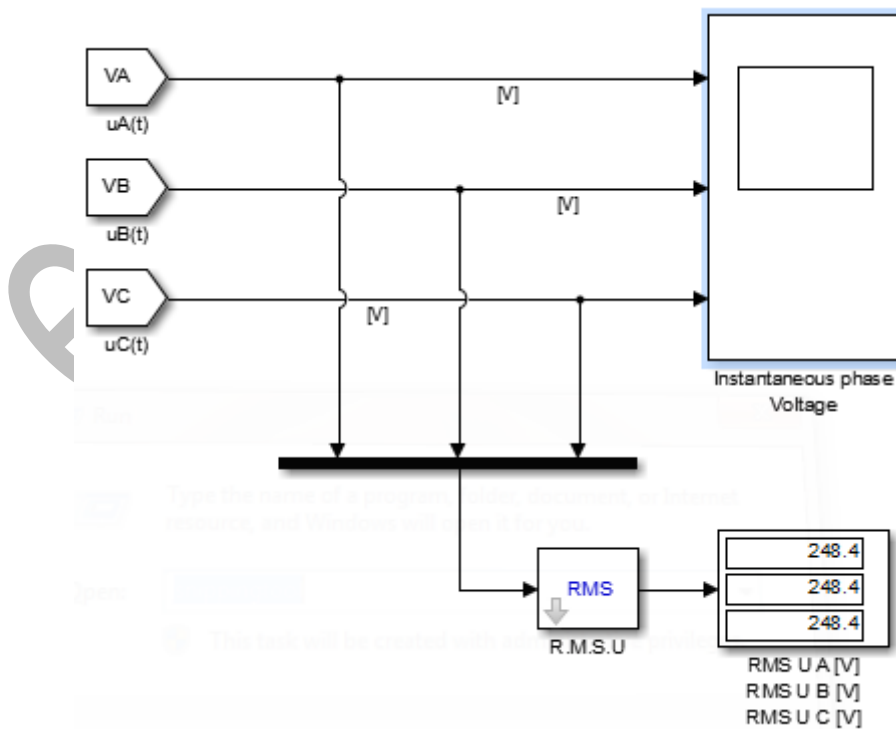 VA
[V]
uA(t)
VB
[V]
uB(t)
VC
[V]
uC(t)
Instantaneous phase
Voltage
Run
Type the name of a program, folder, document, or Internet
resource, and Windows will open it for you.
Open:
This task will be created with
248.4
RMS
248.4
248.4
R.M.S.U
RMS U A [V]
RMS U B [V]
RMS U C [V]